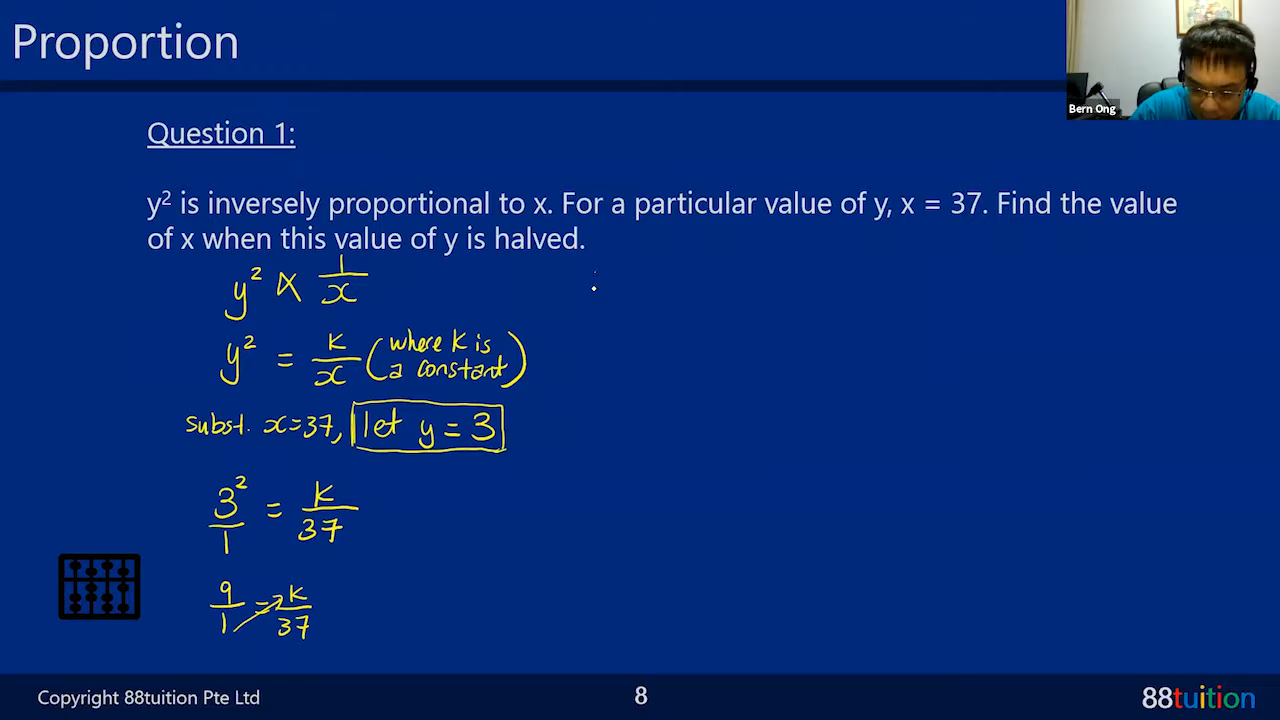 Proportion
Bern Ong
Question 1:
y² is inversely proportional to x. For a particular value of y, x = 37. Find the value
of x when this value of y is halved.
y² ∝ 1/x
y² = k/x (where k is a constant)
subst. x=37, let y = 3
3²/1 = k/37
9/1 = k/37
Copyright 88tuition Pte Ltd
8
88tuition